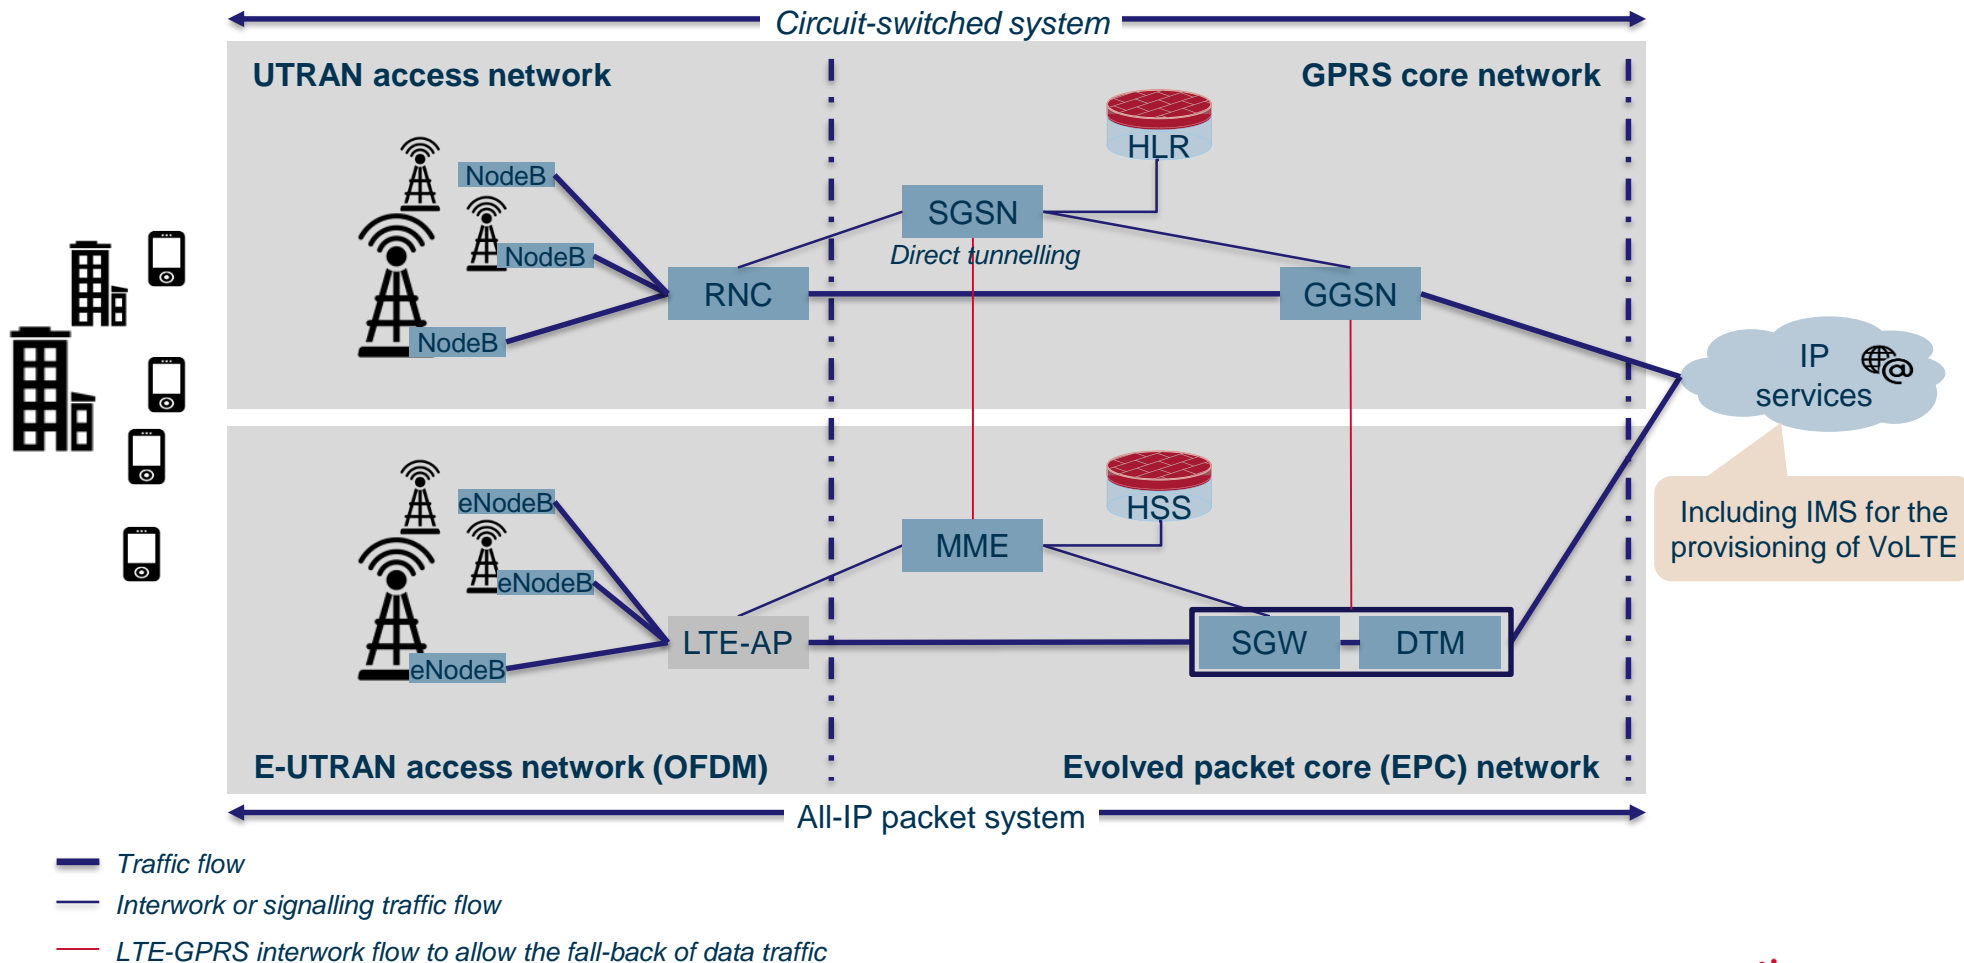 Circuit-switched system
UTRAN access network
GPRS core network
HLR
NodeB
SGSN
NodeB
Direct tunnelling
RNC
GGSN
NodeB
IP
services
eNodeB
HSS
Including IMS for the
provisioning of VoLTE
MME
eNodeB
LTE-AP
SGW
DTM
eNodeB
E-UTRAN access network (OFDM)
Evolved packet core (EPC) network
All-IP packet system
Traffic flow
Interwork or signalling traffic flow
LTE-GPRS interwork flow to allow the fall-back of data traffic